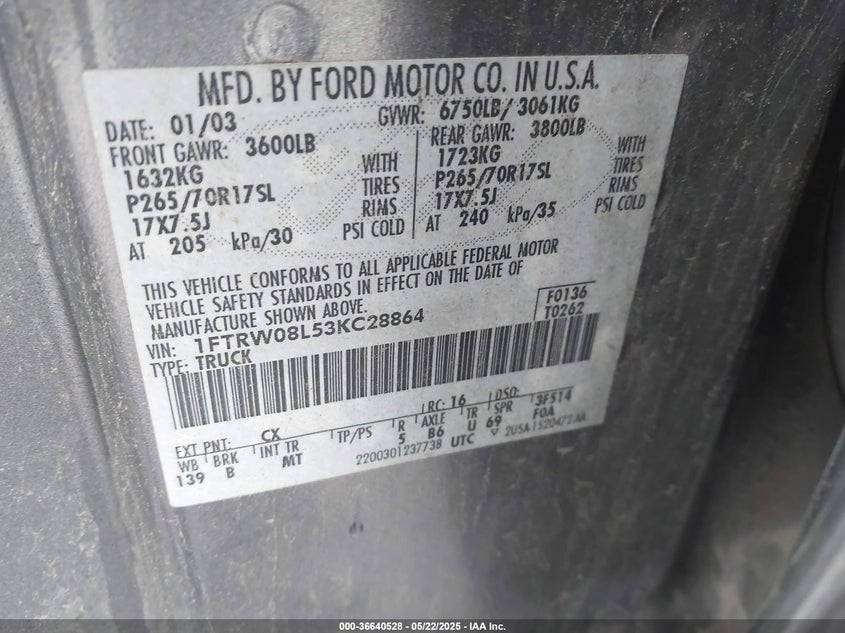 MFD. BY FORD MOTOR CO. IN U.S.A.
DATE: 01/03 GVWR: 6750LB/ 3061KG
FRONT GAWR: 3600LB REAR GAWR: 3800LB
1632KG WITH 1723KG WITH
P265/70R17SL TIRES P265/70R17SL TIRES
17X7.5J RIMS 17X7.5J RIMS
AT 205 kPa/30 PSI COLD AT 240 kPa/35 PSI COLD
THIS VEHICLE CONFORMS TO ALL APPLICABLE FEDERAL MOTOR
VEHICLE SAFETY STANDARDS IN EFFECT ON THE DATE OF
MANUFACTURE SHOWN ABOVE.
F0136
T0262
VIN: 1FTRW08L53KC28864
TYPE: TRUCK
EXT PNT: CX RC: 16 DSO:
WB BRK INT TR TP/PS R AXLE TR SPR 3F514
139 B MT 5 B6 U 69 F0A
2200301237738 UTC 2U5A-1520472-AA
000-36640528 - 05/22/2025 - IAA Inc.